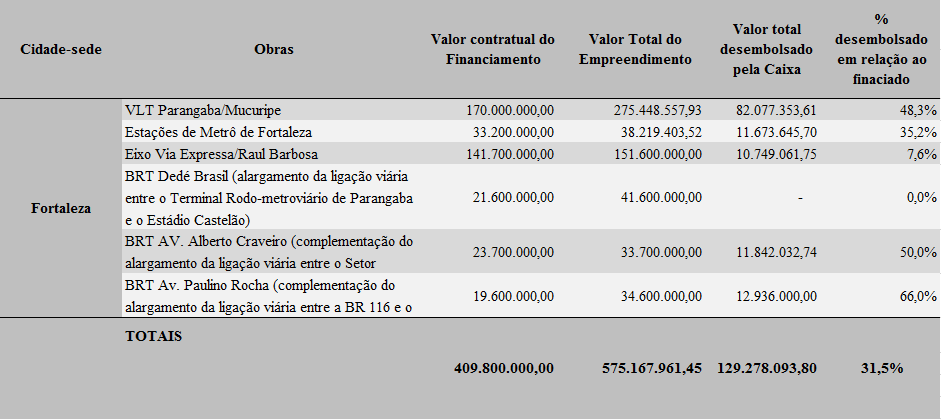 Cidade-sede Obras Valor contratual do Financiamento Valor Total do Empreendimento Valor total desembolsado pela Caixa % desembolsado em relação ao finaciado
Fortaleza
VLT Parangaba/Mucuripe 170.000.000,00 275.448.557,93 82.077.353,61 48,3%
Estações de Metrô de Fortaleza 33.200.000,00 38.219.403,52 11.673.645,70 35,2%
Eixo Via Expressa/Raul Barbosa 141.700.000,00 151.600.000,00 10.749.061,75 7,6%
BRT Dedé Brasil (alargamento da ligação viária
entre o Terminal Rodo-metroviário de Parangaba 21.600.000,00 41.600.000,00 - 0,0%
e o Estádio Castelão)
BRT AV. Alberto Craveiro (complementação do 23.700.000,00 33.700.000,00 11.842.032,74 50,0%
alargamento da ligação viária entre o Setor
BRT Av. Paulino Rocha (complementação do 19.600.000,00 34.600.000,00 12.936.000,00 66,0%
alargamento da ligação viária entre a BR 116 e o
TOTAIS
409.800.000,00 575.167.961,45 129.278.093,80 31,5%